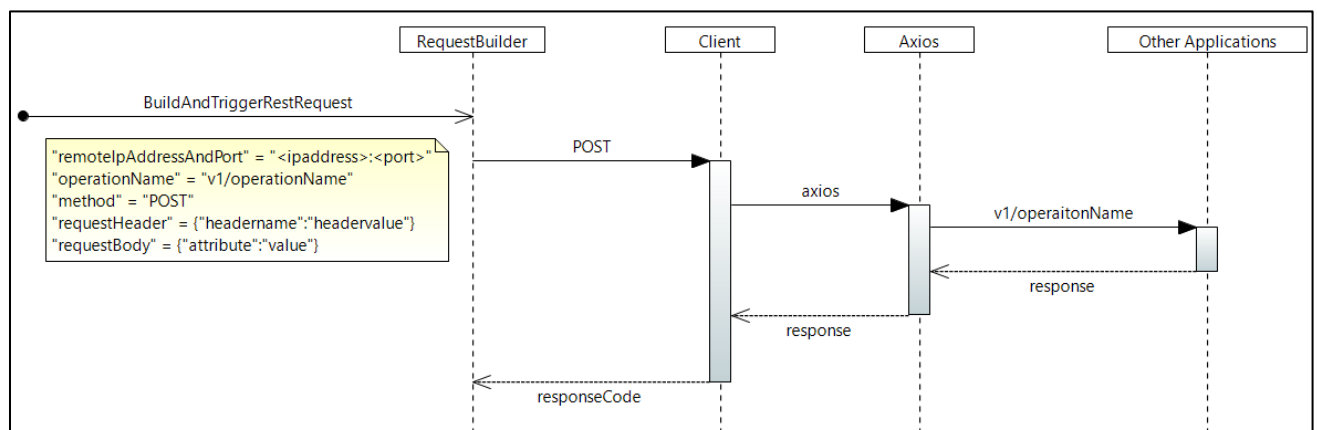 RequestBuilder
Client
Axios
Other Applications
BuildAndTriggerRestRequest
"remoteIpAddressAndPort" = "<ipaddress>:<port>"
"operationName" = "v1/operationName"
"method" = "POST"
"requestHeader" = {"headername":"headervalue"}
"requestBody" = {"attribute":"value"}
POST
axios
v1/operaitonName
response
response
responseCode